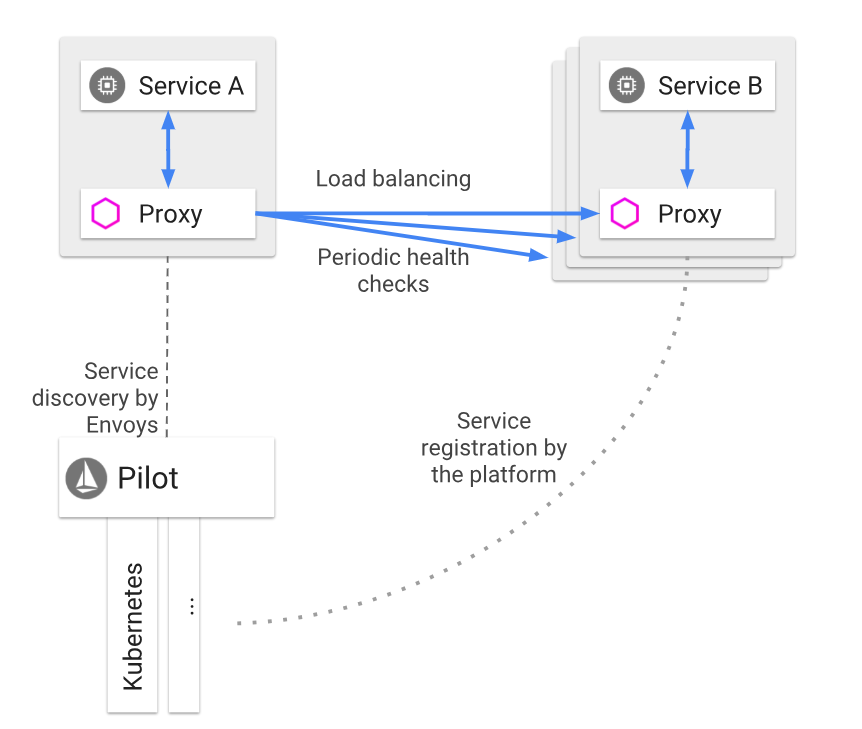 Service A
Service B
Load balancing
Proxy
Proxy
Periodic health
checks
Service
discovery by
Envoys
Service
registration by
the platform
Pilot
Kubernetes
...